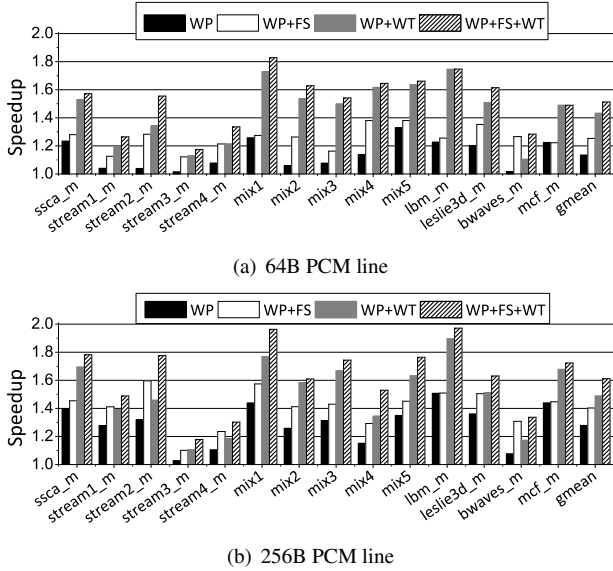 WP WP+FS WP+WT WP+FS+WT
2.0
1.8
1.6
1.4
1.2
1.0
Speedup
ssca_m stream1_m stream2_m stream3_m stream4_m mix1 mix2 mix3 mix4 mix5 lbm_m leslie3d_m bwaves_m mcf_m gmean
(a) 64B PCM line
WP WP+FS WP+WT WP+FS+WT
2.0
1.8
1.6
1.4
1.2
1.0
Speedup
ssca_m stream1_m stream2_m stream3_m stream4_m mix1 mix2 mix3 mix4 mix5 lbm_m leslie3d_m bwaves_m mcf_m gmean
(b) 256B PCM line